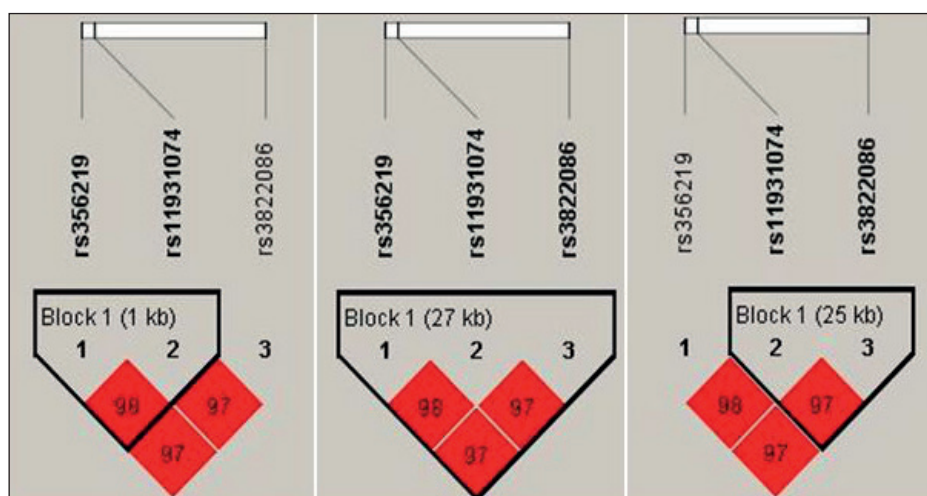 rs356219
rs11931074
rs3822086
Block 1 (1 kb)
1 2 3
98 97
97
rs356219
rs11931074
rs3822086
Block 1 (27 kb)
1 2 3
98 97
97
rs356219
rs11931074
rs3822086
Block 1 (25 kb)
1 2 3
98 97
97